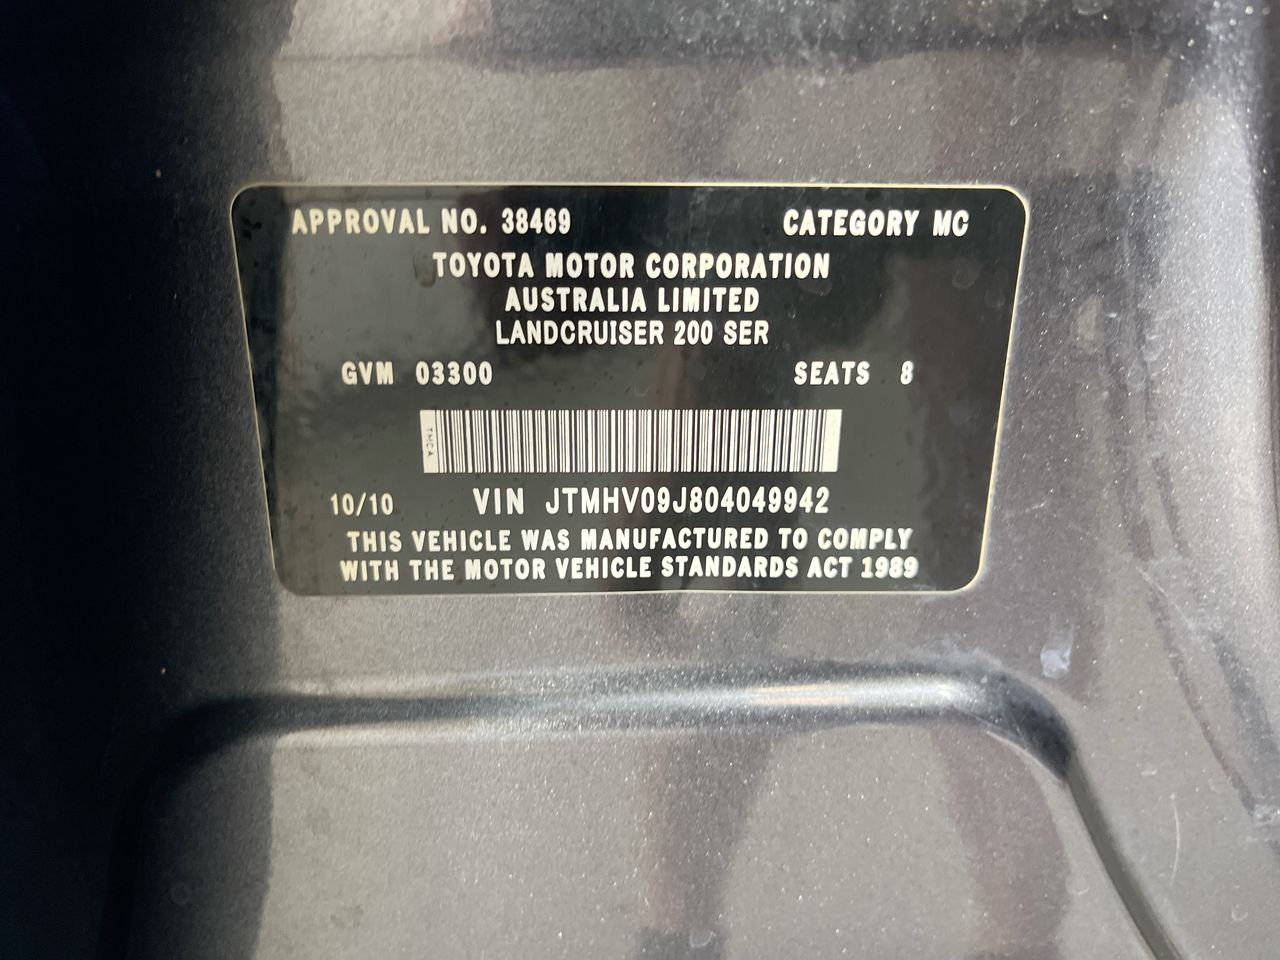 APPROVAL NO. 38469 CATEGORY MC
TOYOTA MOTOR CORPORATION
AUSTRALIA LIMITED
LANDCRUISER 200 SER
GVM 03300 SEATS 8
TMCA
10/10 VIN JTMHV09J804049942
THIS VEHICLE WAS MANUFACTURED TO COMPLY
WITH THE MOTOR VEHICLE STANDARDS ACT 1989